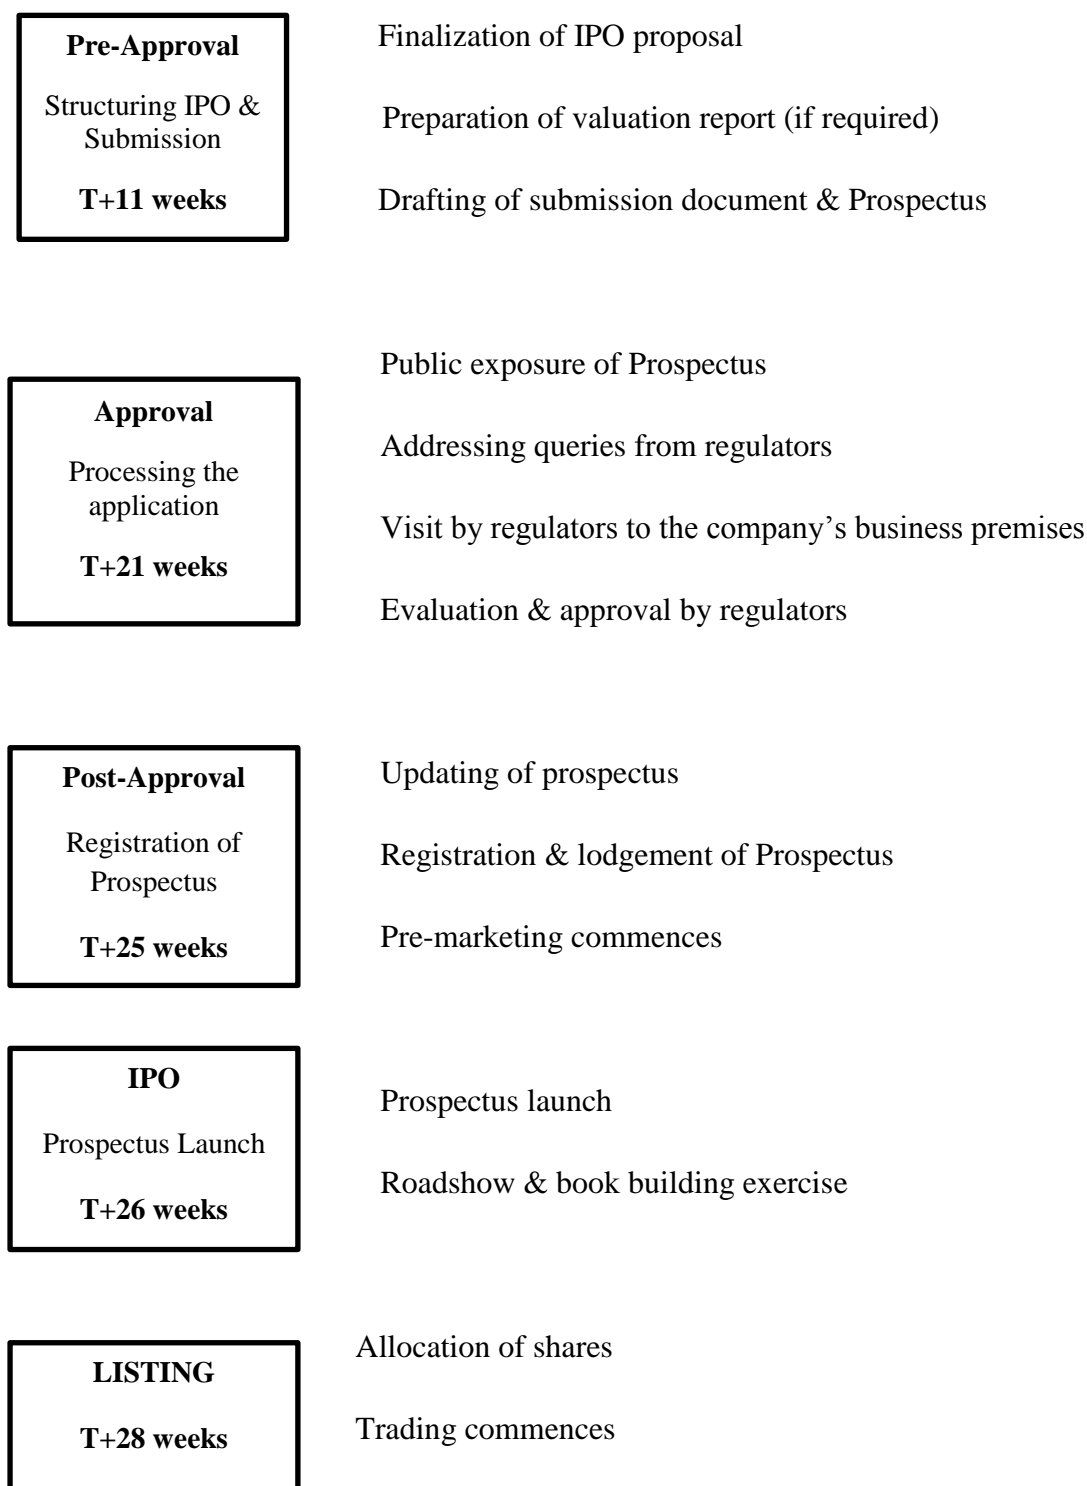 Pre-Approval
Structuring IPO &
Submission
T+11 weeks
Finalization of IPO proposal
Preparation of valuation report (if required)
Drafting of submission document & Prospectus
Approval
Processing the
application
T+21 weeks
Public exposure of Prospectus
Addressing queries from regulators
Visit by regulators to the company’s business premises
Evaluation & approval by regulators
Post-Approval
Registration of
Prospectus
T+25 weeks
Updating of prospectus
Registration & lodgement of Prospectus
Pre-marketing commences
IPO
Prospectus Launch
T+26 weeks
Prospectus launch
Roadshow & book building exercise
LISTING
T+28 weeks
Allocation of shares
Trading commences